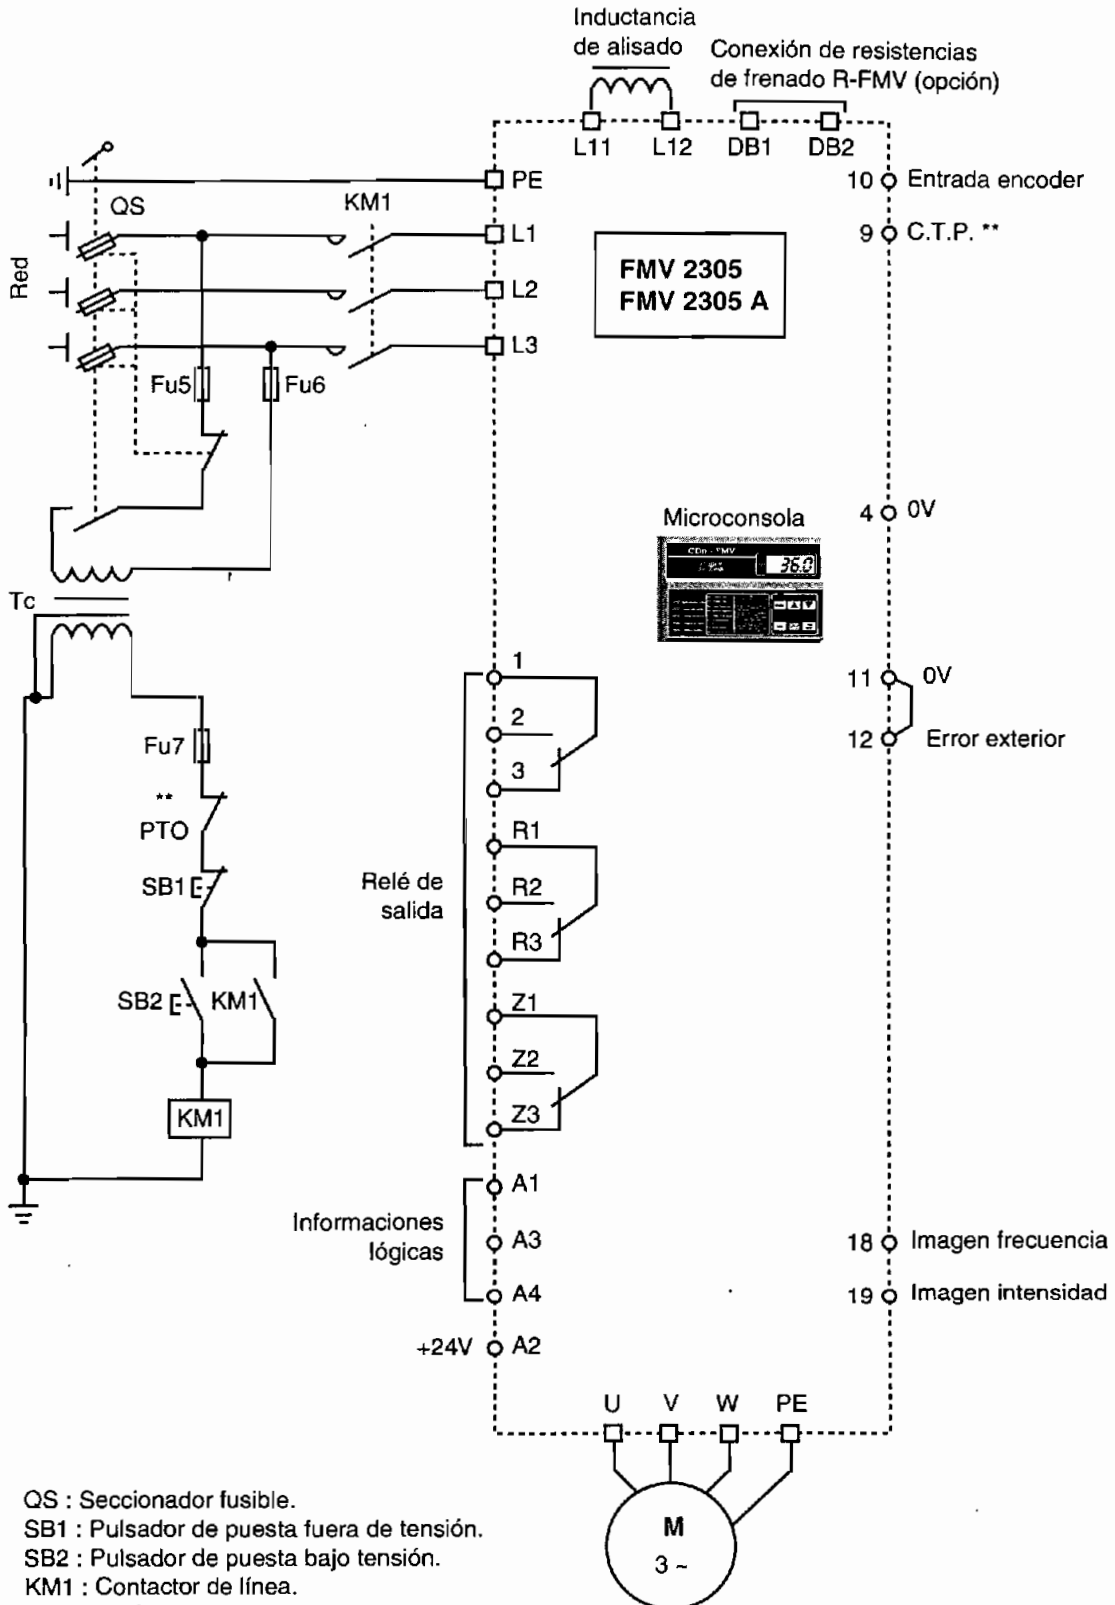 Inductancia
de alisado
Conexión de resistencias
de frenado R-FMV (opción)
L11
L12
DB1
DB2
PE
10
Entrada encoder
QS
KM1
L1
9
C.T.P. **
Red
FMV 2305
FMV 2305 A
L2
L3
Fu5
Fu6
Microconsola
4
0V
CDn - FMV
36.0
Tc
1
11
0V
2
Fu7
12
Error exterior
3
**
PTO
R1
SB1
Relé de
salida
R2
R3
SB2
KM1
Z1
Z2
KM1
Z3
A1
Informaciones
lógicas
A3
18
Imagen frecuencia
A4
19
Imagen intensidad
+24V
A2
U
V
W
PE
M
3 ~
QS : Seccionador fusible.
SB1 : Pulsador de puesta fuera de tensión.
SB2 : Pulsador de puesta bajo tensión.
KM1 : Contactor de línea.